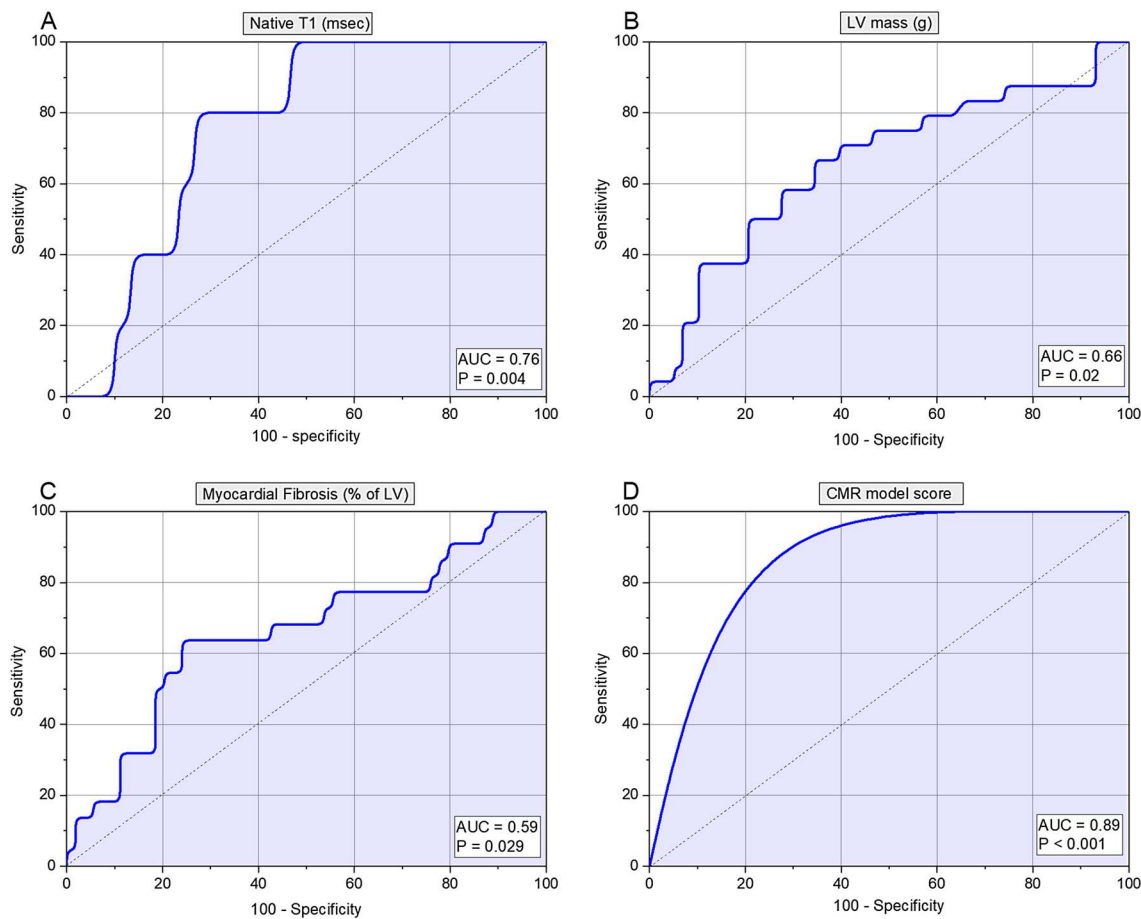 A
Native T1 (msec)
100
80
60
40
20
0
Sensitivity
AUC = 0.76
P = 0.004
0 20 40 60 80 100
100 - specificity
B
LV mass (g)
100
80
60
40
20
0
Sensitivity
AUC = 0.66
P = 0.02
0 20 40 60 80 100
100 - Specificity
C
Myocardial Fibrosis (% of LV)
100
80
60
40
20
0
Sensitivity
AUC = 0.59
P = 0.029
0 20 40 60 80 100
100 - Specificity
D
CMR model score
100
80
60
40
20
0
Sensitivity
AUC = 0.89
P < 0.001
0 20 40 60 80 100
100 - Specificity